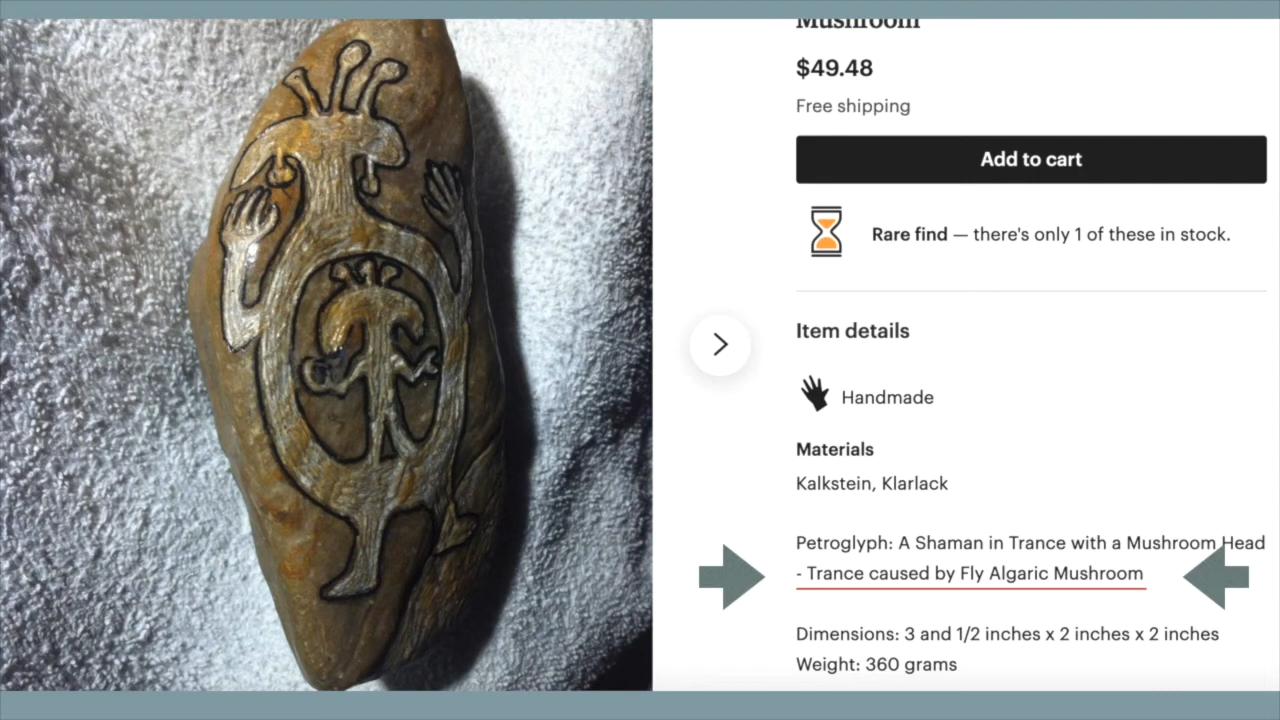 Mushroom
$49.48
Free shipping
Add to cart
Rare find — there's only 1 of these in stock.
Item details
Handmade
Materials
Kalkstein, Klarlack
Petroglyph: A Shaman in Trance with a Mushroom Head
- Trance caused by Fly Algaric Mushroom
Dimensions: 3 and 1/2 inches x 2 inches x 2 inches
Weight: 360 grams